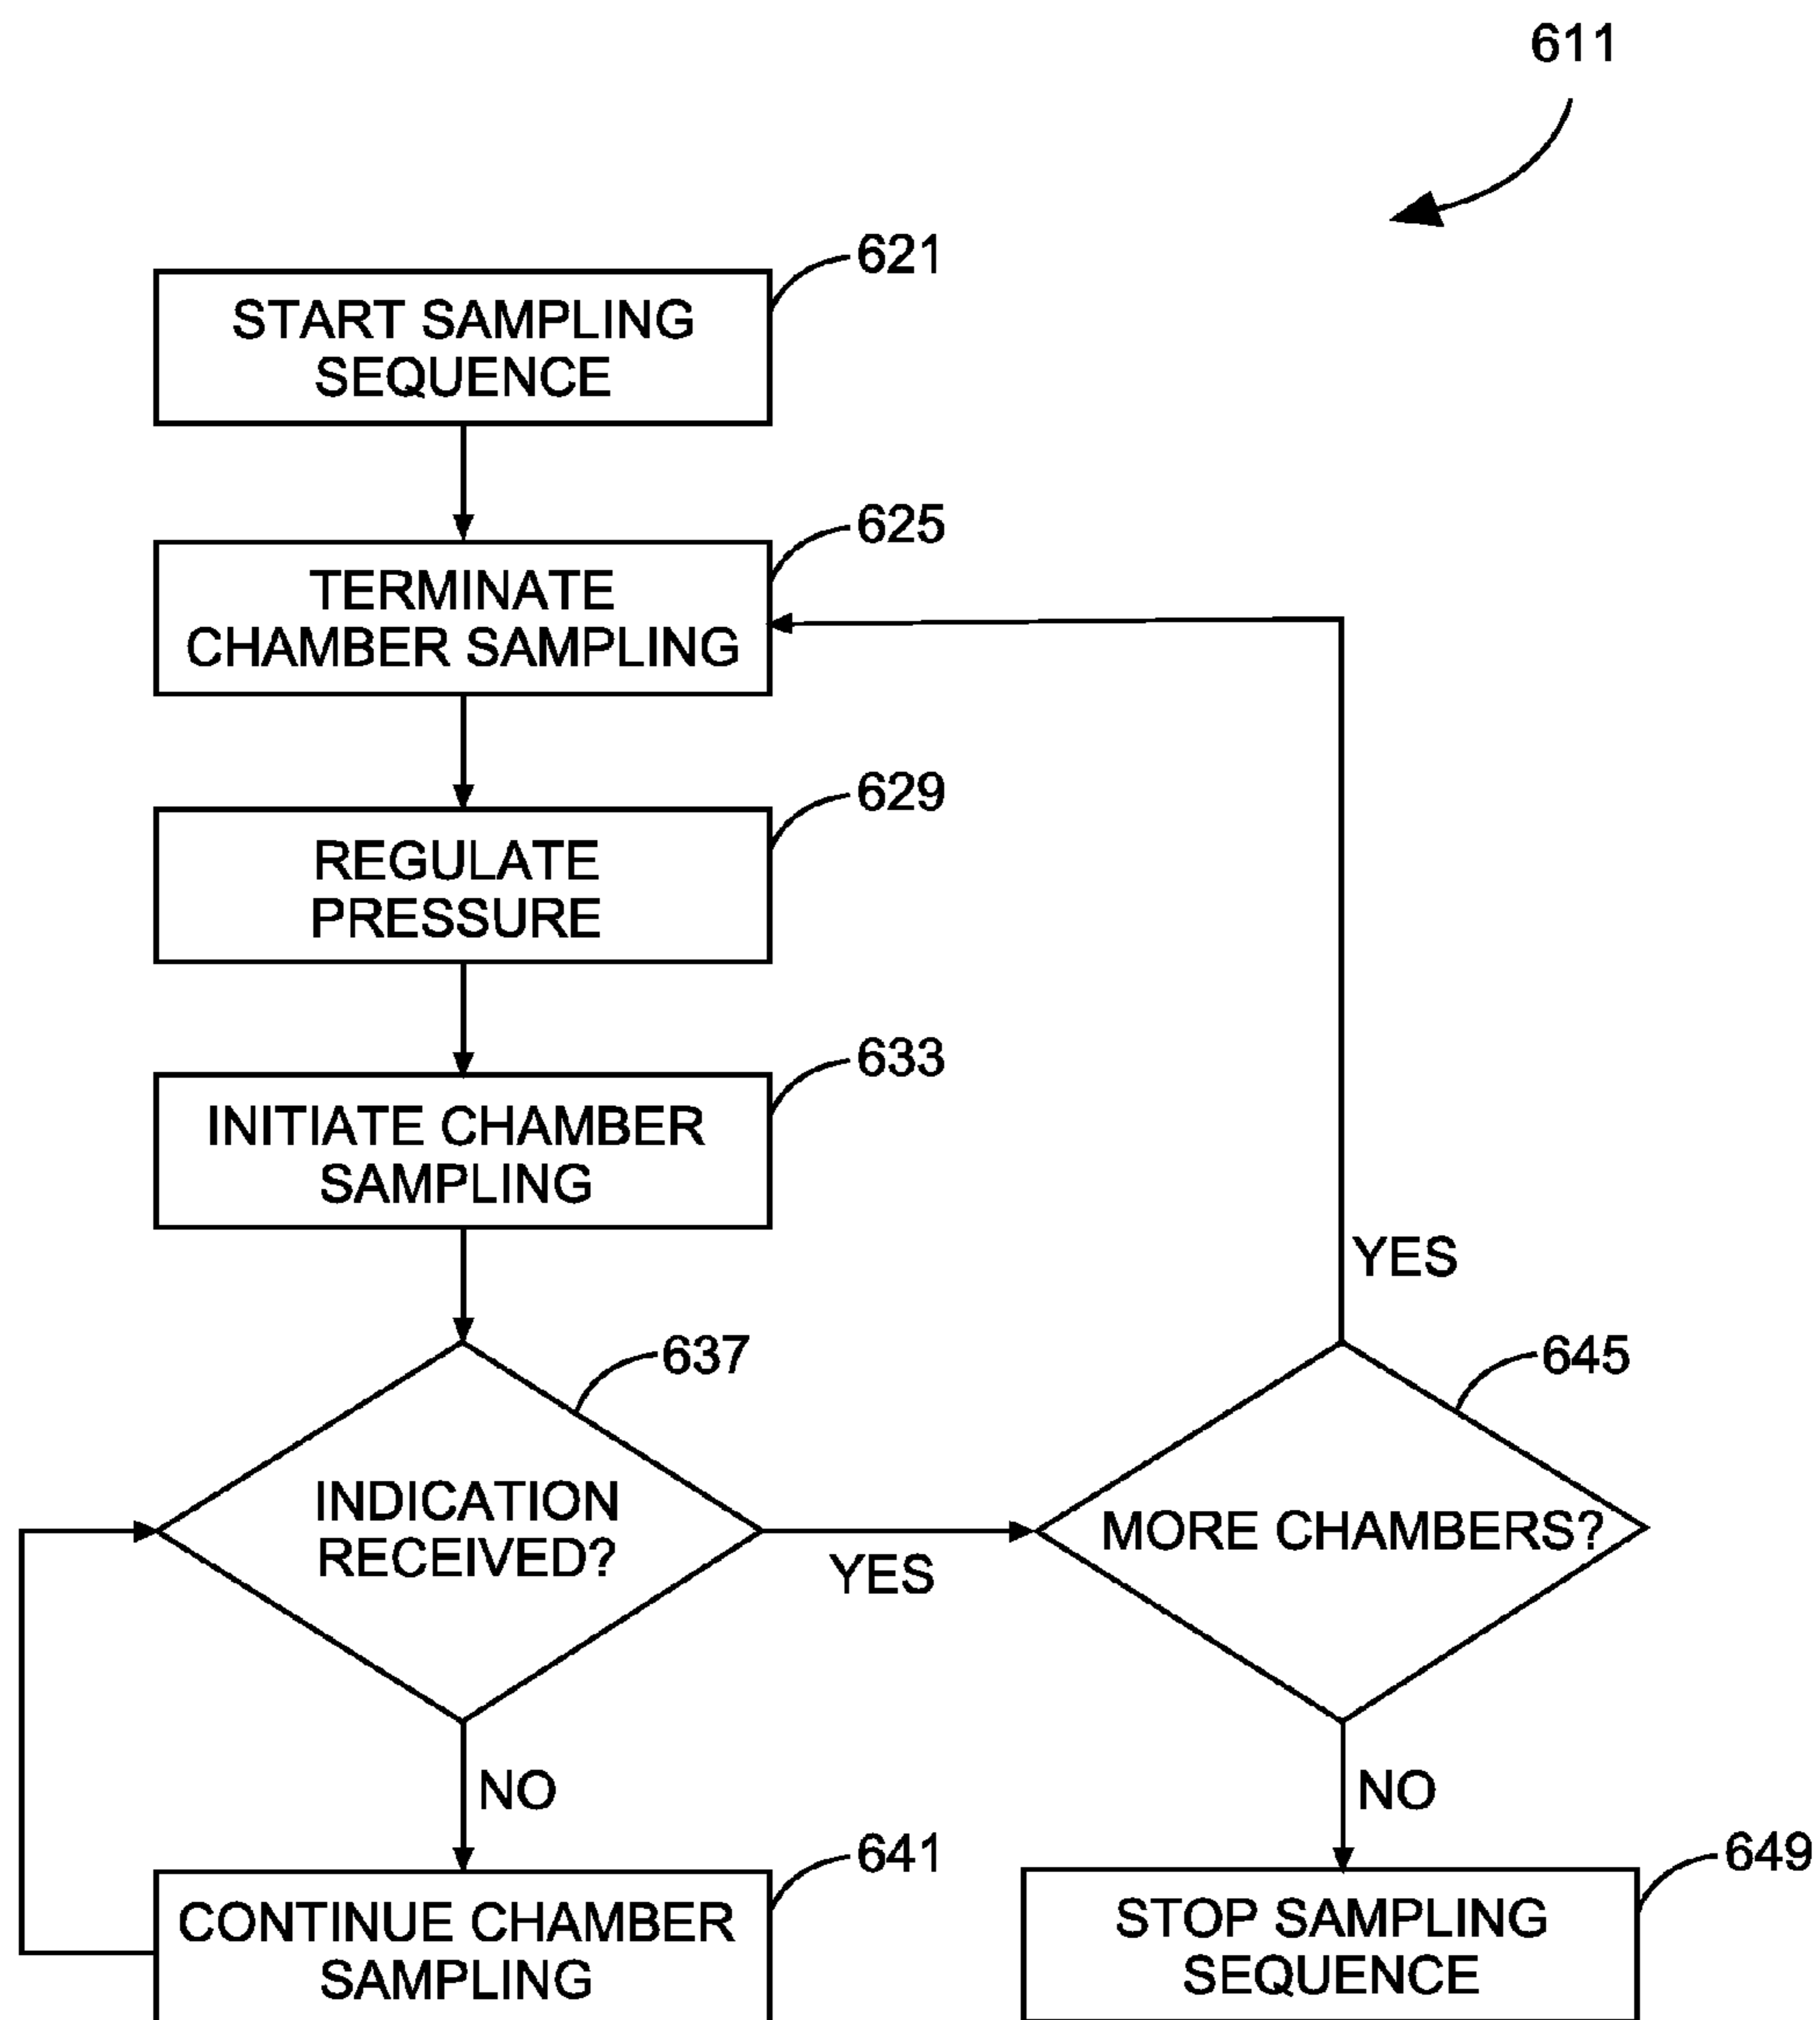 611
621
START SAMPLING
SEQUENCE
625
TERMINATE
CHAMBER SAMPLING
629
REGULATE
PRESSURE
633
INITIATE CHAMBER
SAMPLING
YES
637
645
INDICATION
RECEIVED?
YES
MORE CHAMBERS?
NO
NO
641
649
CONTINUE CHAMBER
SAMPLING
STOP SAMPLING
SEQUENCE